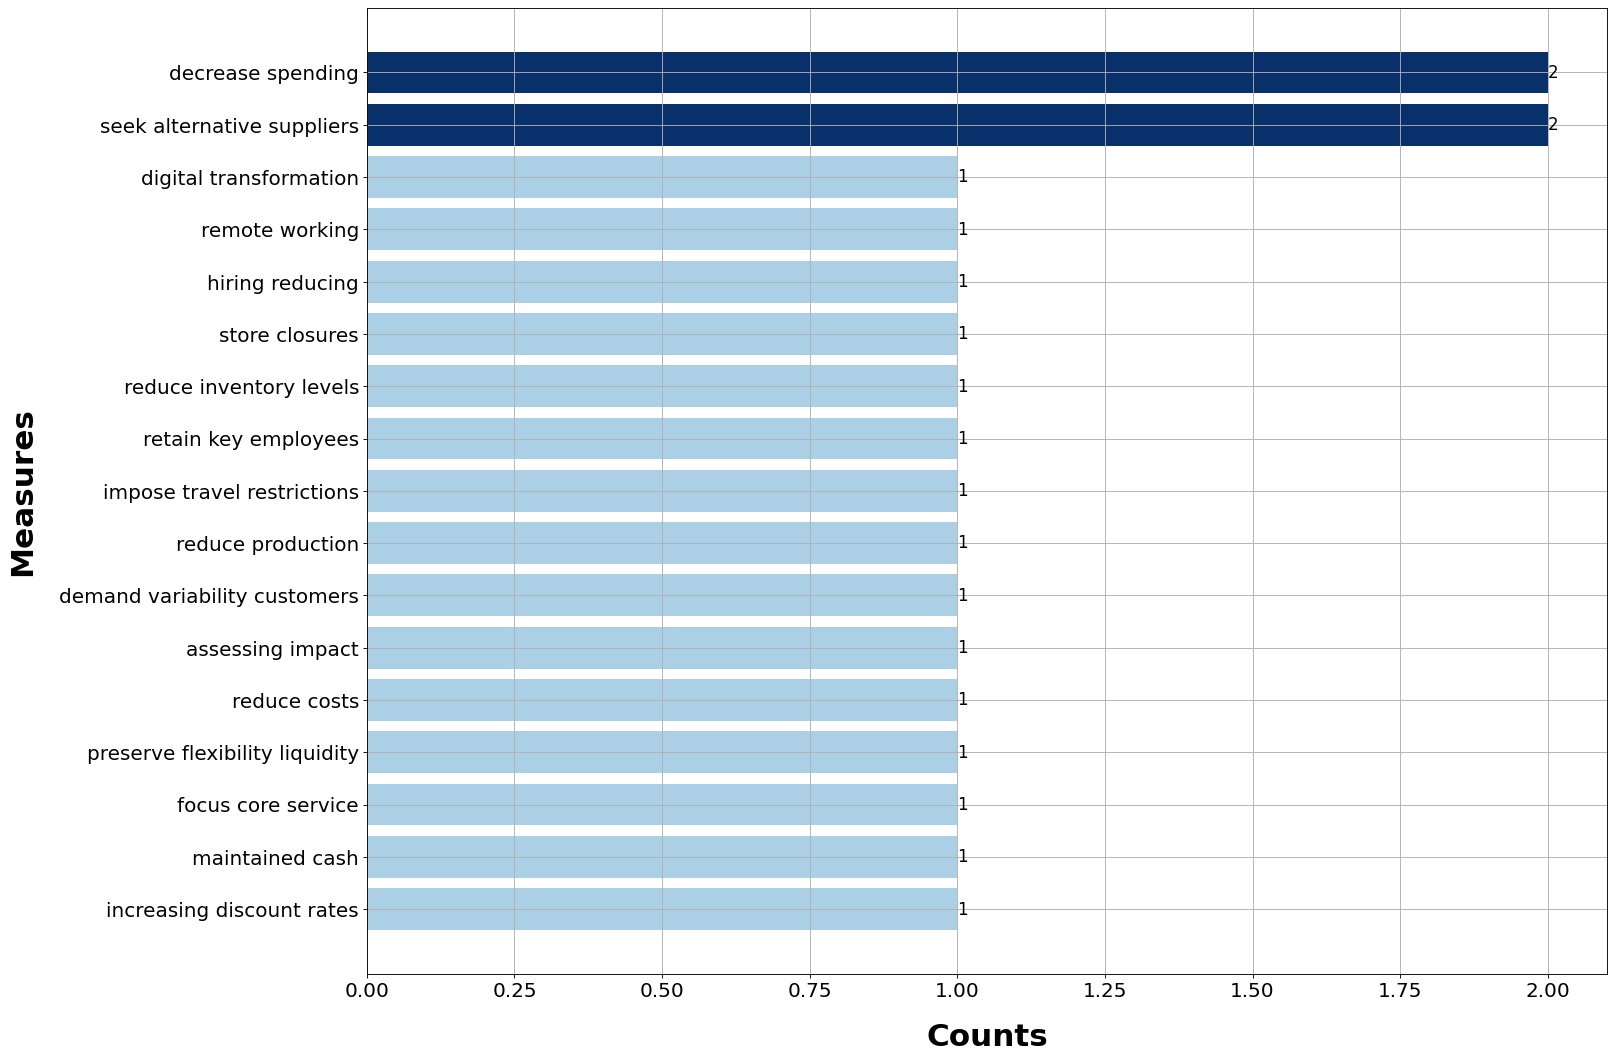 decrease spending 2
seek alternative suppliers 2
digital transformation 1
remote working 1
hiring reducing 1
store closures 1
reduce inventory levels 1
retain key employees 1
impose travel restrictions 1
reduce production 1
demand variability customers 1
assessing impact 1
reduce costs 1
preserve flexibility liquidity 1
focus core service 1
maintained cash 1
increasing discount rates 1
Measures
0.00 0.25 0.50 0.75 1.00 1.25 1.50 1.75 2.00
Counts